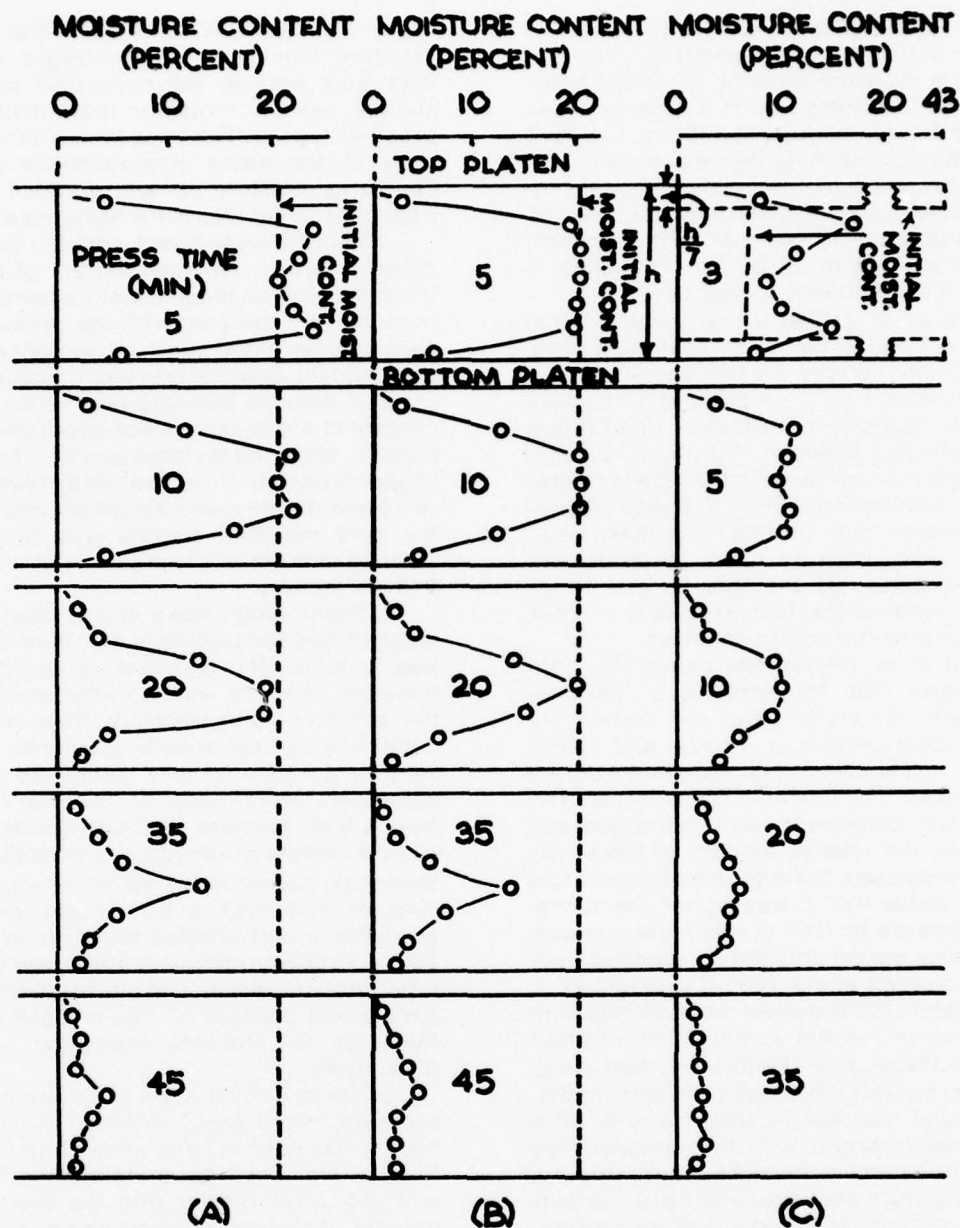 MOISTURE CONTENT MOISTURE CONTENT MOISTURE CONTENT
(PERCENT) (PERCENT) (PERCENT)
0 10 20 0 10 20 0 10 20 43
TOP PLATEN
PRESS TIME
(MIN)
5
INITIAL MOIST
CONT
5
INITIAL
MOIST. CONT.
h
h/7
3
INITIAL
MOIST
CONT.
BOTTOM PLATEN
10 10 5
20 20 10
35 35 20
45 45 35
(A) (B) (C)